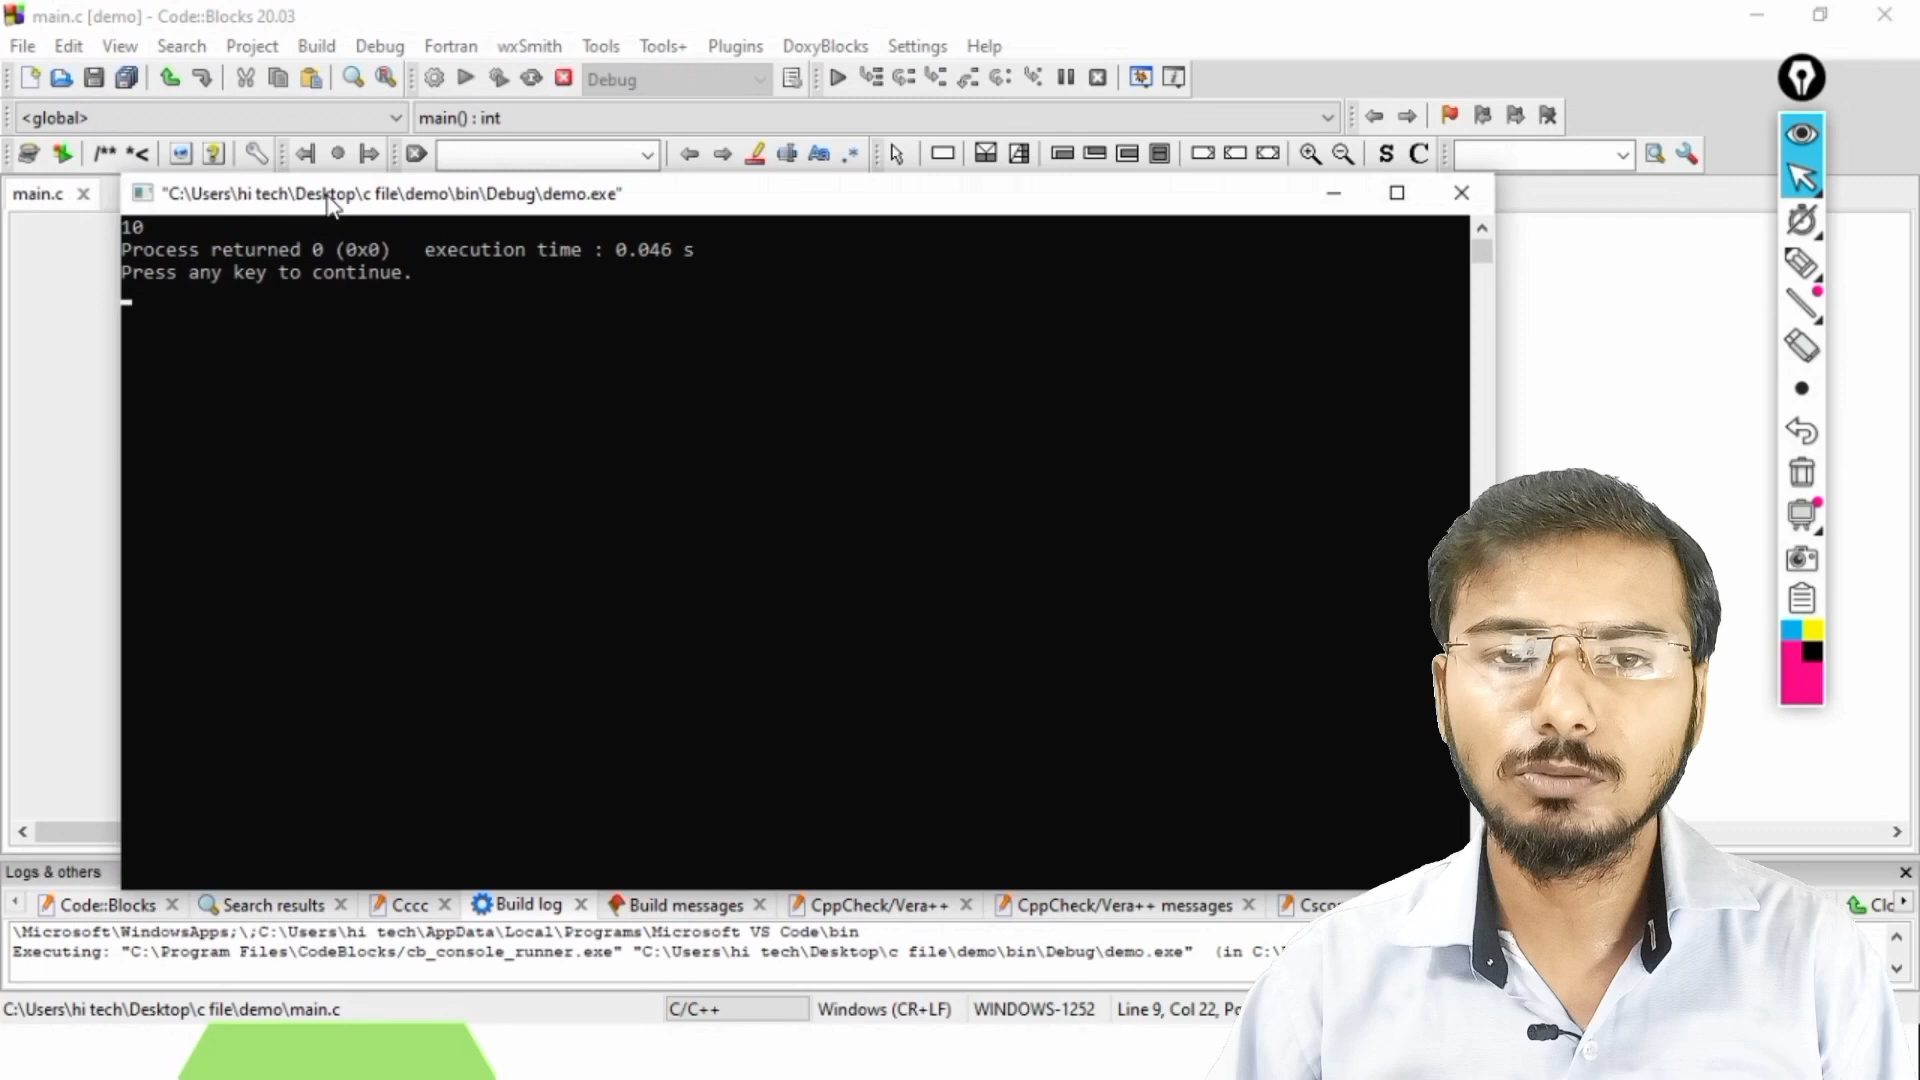 main.c [demo] - Code::Blocks 20.03
File Edit View Search Project Build Debug Fortran wxSmith Tools Tools+ Plugins DoxyBlocks Settings Help
Debug
<global> main() : int
/** *< S C
main.c
"C:\Users\hi tech\Desktop\c file\demo\bin\Debug\demo.exe"
10
Process returned 0 (0x0)   execution time : 0.046 s
Press any key to continue.
Logs & others
Code::Blocks Search results Cccc Build log Build messages CppCheck/Vera++ CppCheck/Vera++ messages Cscop Clo
\Microsoft\WindowsApps;\;C:\Users\hi tech\AppData\Local\Programs\Microsoft VS Code\bin
Executing: "C:\Program Files\CodeBlocks/cb_console_runner.exe" "C:\Users\hi tech\Desktop\c file\demo\bin\Debug\demo.exe"  (in C:\
C:\Users\hi tech\Desktop\c file\demo\main.c C/C++ Windows (CR+LF) WINDOWS-1252 Line 9, Col 22, Po